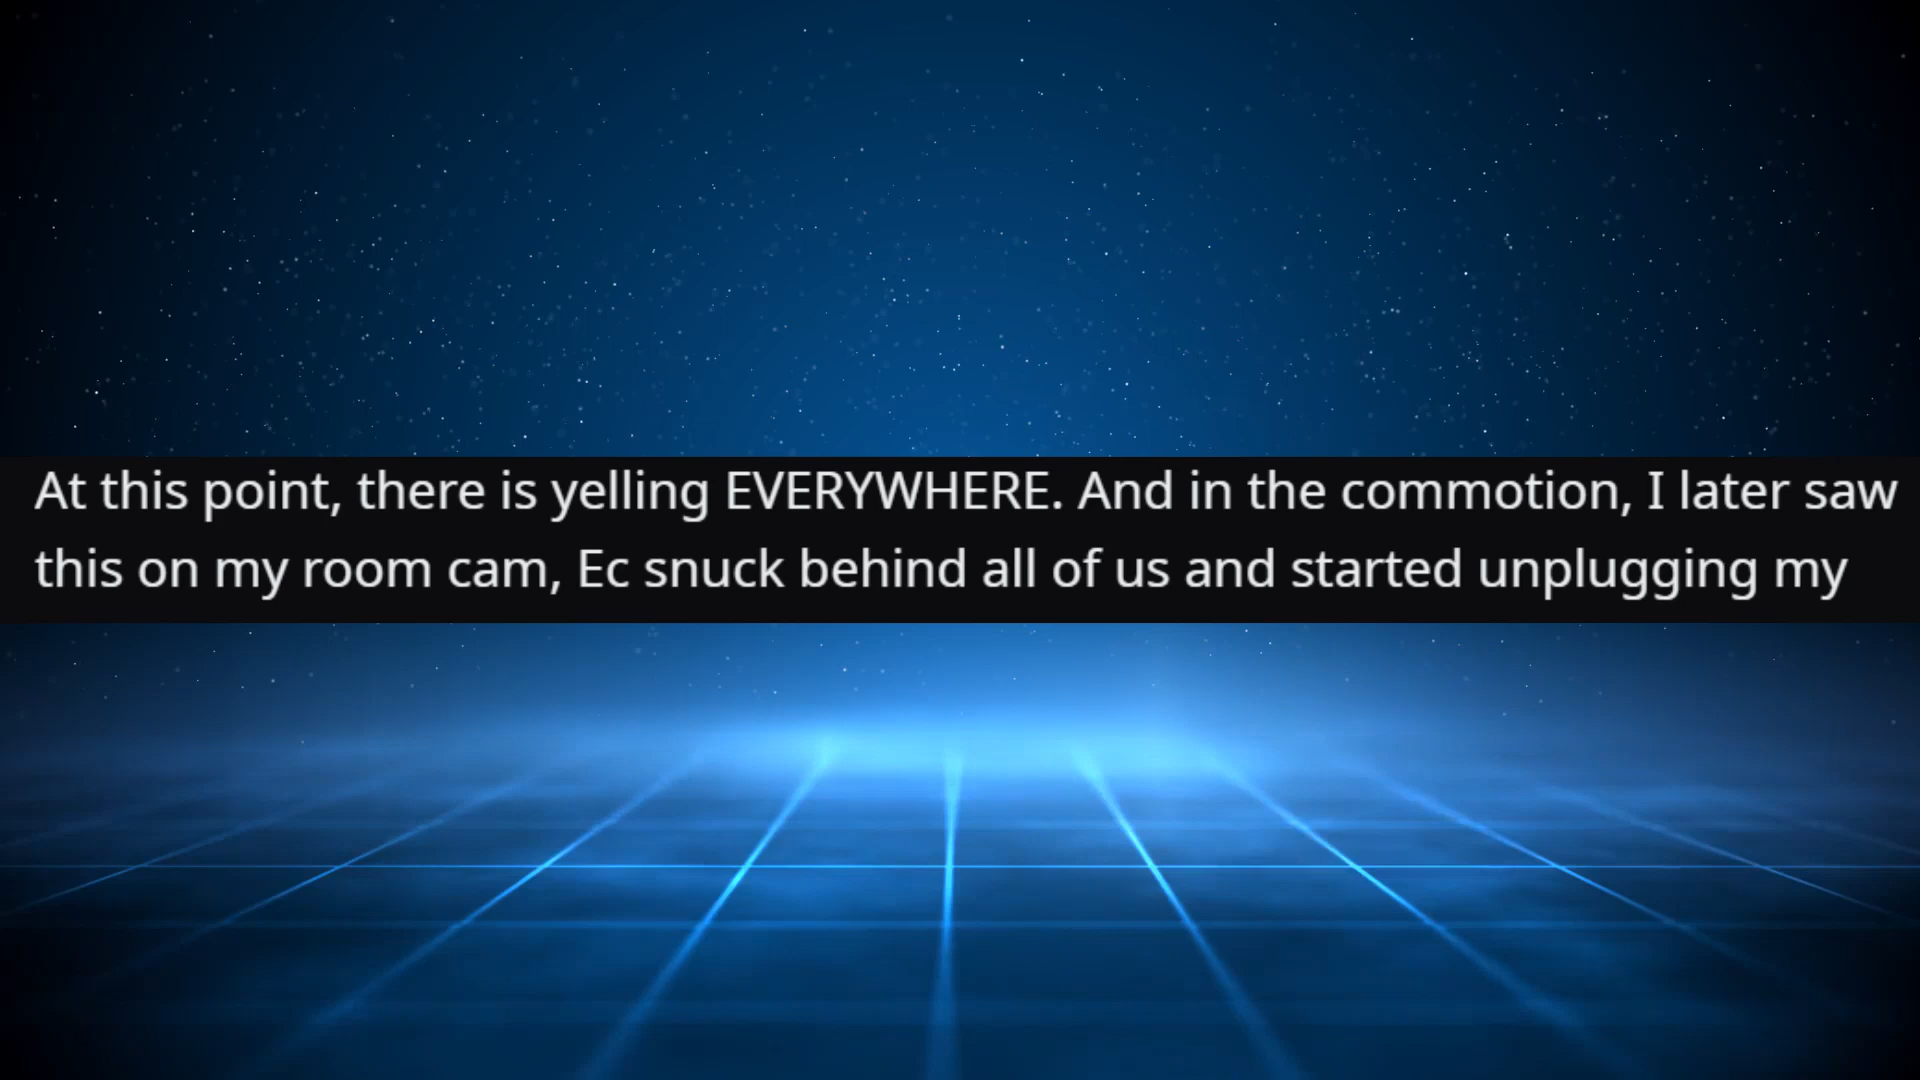 At this point, there is yelling EVERYWHERE. And in the commotion, I later saw
this on my room cam, Ec snuck behind all of us and started unplugging my